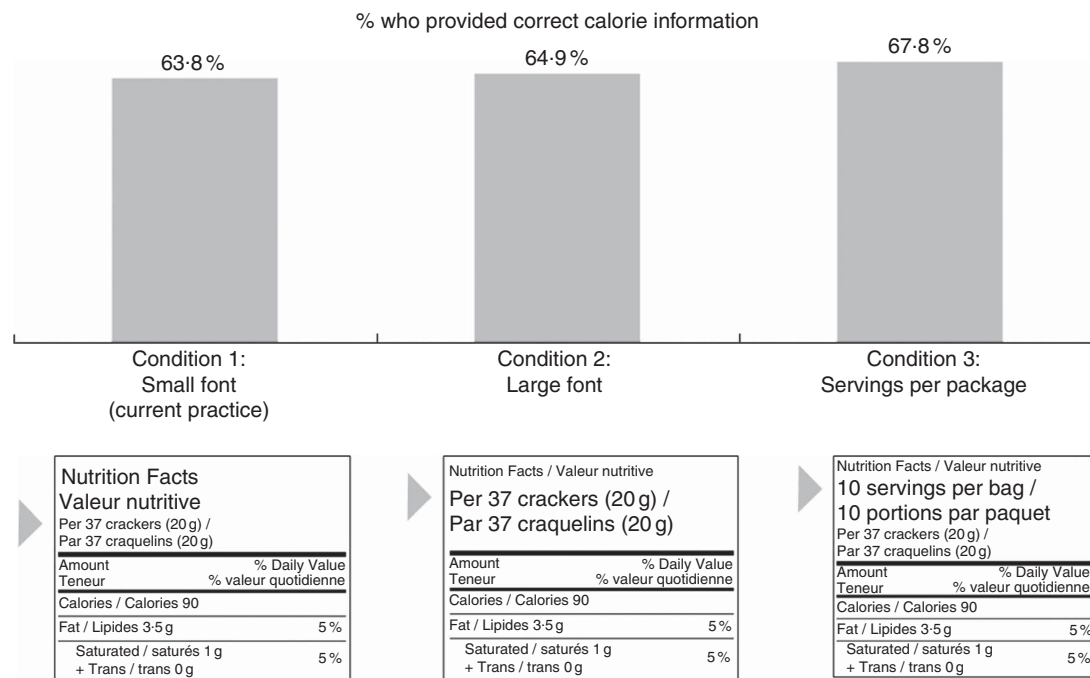 % who provided correct calorie information
63·8 %
64·9 %
67·8 %
Condition 1:
Small font
(current practice)
Condition 2:
Large font
Condition 3:
Servings per package
Nutrition Facts
Valeur nutritive
Per 37 crackers (20 g) /
Par 37 craquelins (20 g)
Amount % Daily Value
Teneur % valeur quotidienne
Calories / Calories 90
Fat / Lipides 3·5 g 5 %
Saturated / saturés 1 g
+ Trans / trans 0 g 5 %
Nutrition Facts / Valeur nutritive
Per 37 crackers (20 g) /
Par 37 craquelins (20 g)
Amount % Daily Value
Teneur % valeur quotidienne
Calories / Calories 90
Fat / Lipides 3·5 g 5 %
Saturated / saturés 1 g
+ Trans / trans 0 g 5 %
Nutrition Facts / Valeur nutritive
10 servings per bag /
10 portions par paquet
Per 37 crackers (20 g) /
Par 37 craquelins (20 g)
Amount % Daily Value
Teneur % valeur quotidienne
Calories / Calories 90
Fat / Lipides 3·5 g 5 %
Saturated / saturés 1 g
+ Trans / trans 0 g 5 %